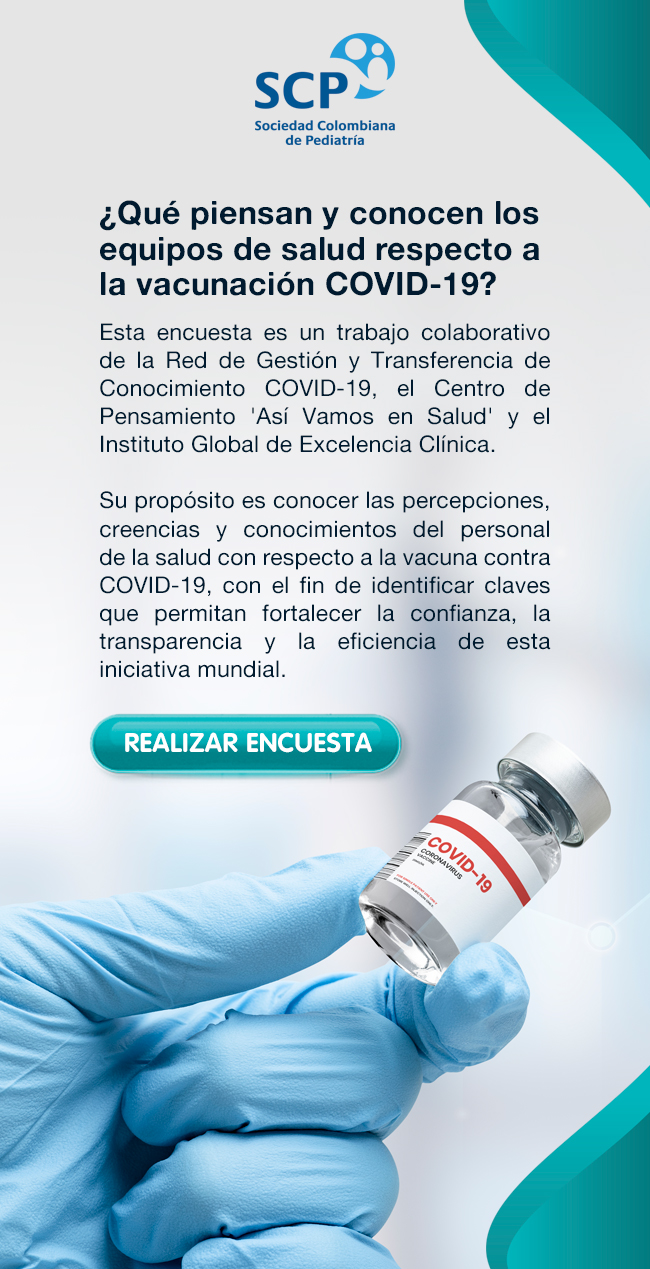 SCP
Sociedad Colombiana
de Pediatría
¿Qué piensan y conocen los
equipos de salud respecto a
la vacunación COVID-19?
Esta encuesta es un trabajo colaborativo
de la Red de Gestión y Transferencia de
Conocimiento COVID-19, el Centro de
Pensamiento 'Así Vamos en Salud' y el
Instituto Global de Excelencia Clínica.
Su propósito es conocer las percepciones,
creencias y conocimientos del personal
de la salud con respecto a la vacuna contra
COVID-19, con el fin de identificar claves
que permitan fortalecer la confianza, la
transparencia y la eficiencia de esta
iniciativa mundial.
REALIZAR ENCUESTA
COVID-19
CORONAVIRUS
VACCINE